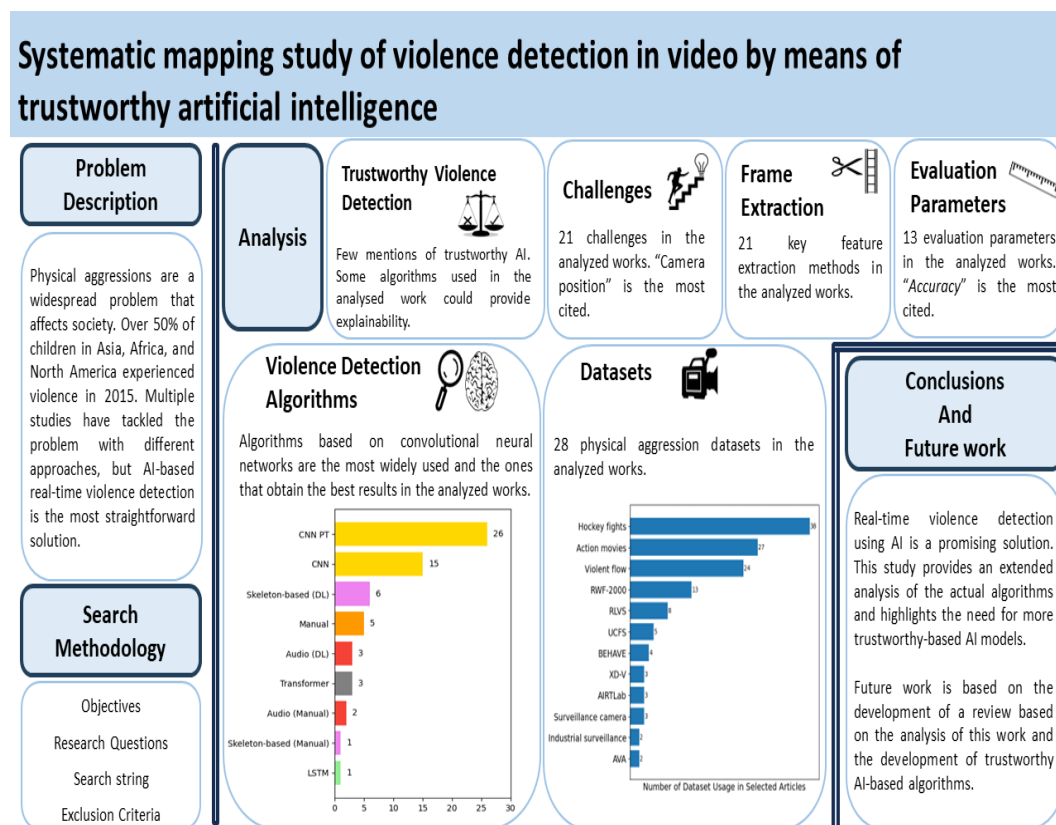 Systematic mapping study of violence detection in video by means of
trustworthy artificial intelligence
Problem
Description
Physical aggressions are a
widespread problem that
affects society. Over 50% of
children in Asia, Africa, and
North America experienced
violence in 2015. Multiple
studies have tackled the
problem with different
approaches, but AI-based
real-time violence detection
is the most straightforward
solution.
Search
Methodology
Objectives
Research Questions
Search string
Exclusion Criteria
Analysis
Trustworthy Violence
Detection
Few mentions of trustworthy AI.
Some algorithms used in the
analysed work could provide
explainability.
Challenges
21 challenges in the
analyzed works. “Camera
position” is the most
cited.
Frame
Extraction
21 key feature
extraction methods in
the analyzed works.
Evaluation
Parameters
13 evaluation parameters
in the analyzed works.
“Accuracy” is the most
cited.
Violence Detection
Algorithms
Algorithms based on convolutional neural
networks are the most widely used and the ones
that obtain the best results in the analyzed works.
CNN PT 26
CNN 15
Skeleton-based (DL) 6
Manual 5
Audio (DL) 3
Transformer 3
Audio (Manual) 2
Skeleton-based (Manual) 1
LSTM 1
0 5 10 15 20 25 30
Datasets
28 physical aggression datasets in the
analyzed works.
Hockey fights 38
Action movies 27
Violent flow 24
RWF-2000 13
RLVS 8
UCFS 5
BEHAVE 4
XD-V 3
AIRTLab 3
Surveillance camera 3
Industrial surveillance 2
AVA 2
Number of Dataset Usage in Selected Articles
Conclusions
And
Future work
Real-time violence detection
using AI is a promising solution.
This study provides an extended
analysis of the actual algorithms
and highlights the need for more
trustworthy-based AI models.
Future work is based on the
development of a review based
on the analysis of this work and
the development of trustworthy
AI-based algorithms.